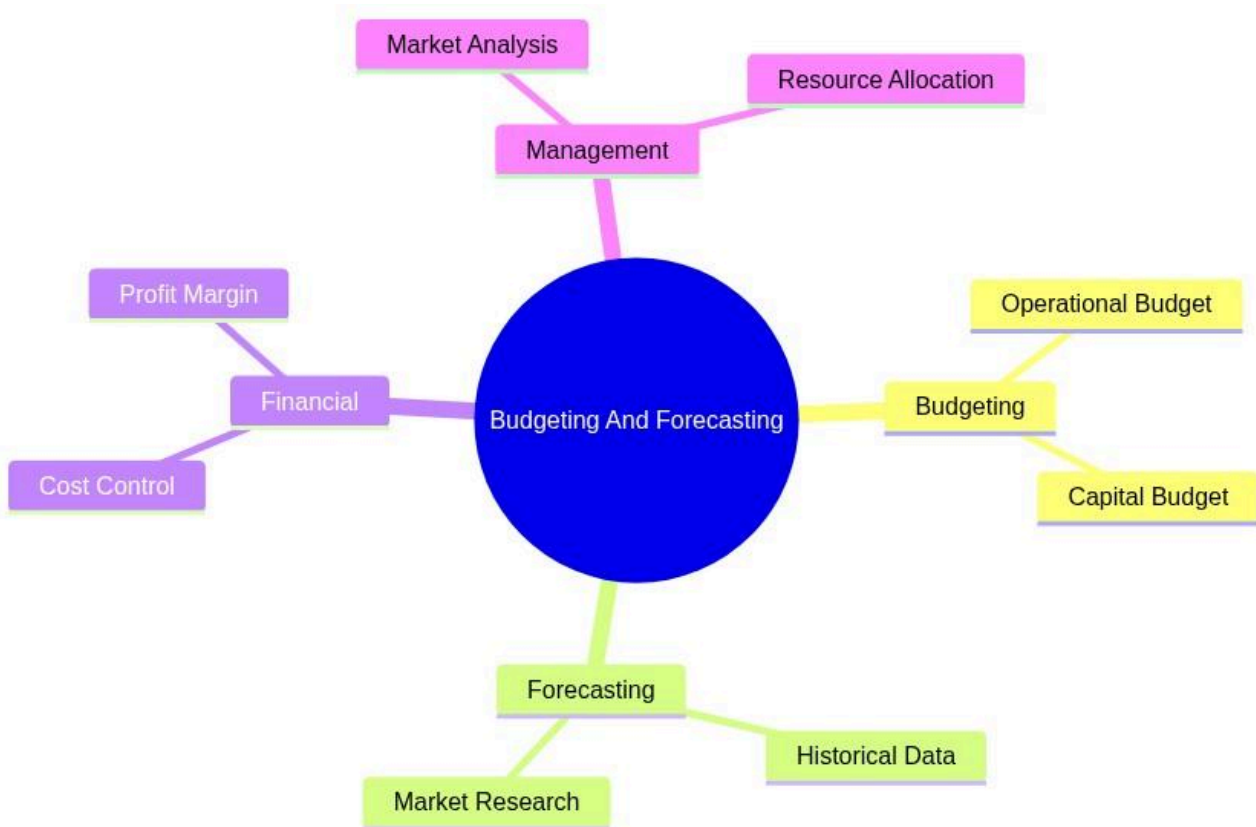 Market Analysis
Resource Allocation
Management
Profit Margin
Operational Budget
Financial
Budgeting
Budgeting And Forecasting
Cost Control
Capital Budget
Forecasting
Historical Data
Market Research